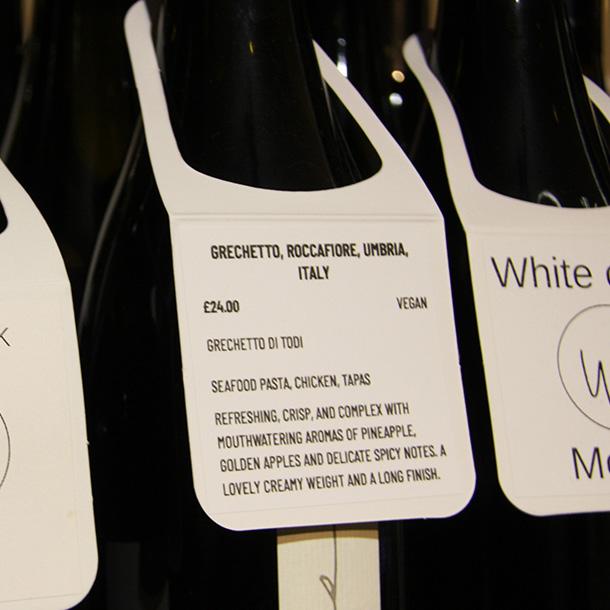 GRECHETTO, ROCCAFIORE, UMBRIA,
ITALY
£24.00 VEGAN
GRECHETTO DI TODI
SEAFOOD PASTA, CHICKEN, TAPAS
REFRESHING, CRISP, AND COMPLEX WITH
MOUTHWATERING AROMAS OF PINEAPPLE,
GOLDEN APPLES AND DELICATE SPICY NOTES. A
LOVELY CREAMY WEIGHT AND A LONG FINISH.
White